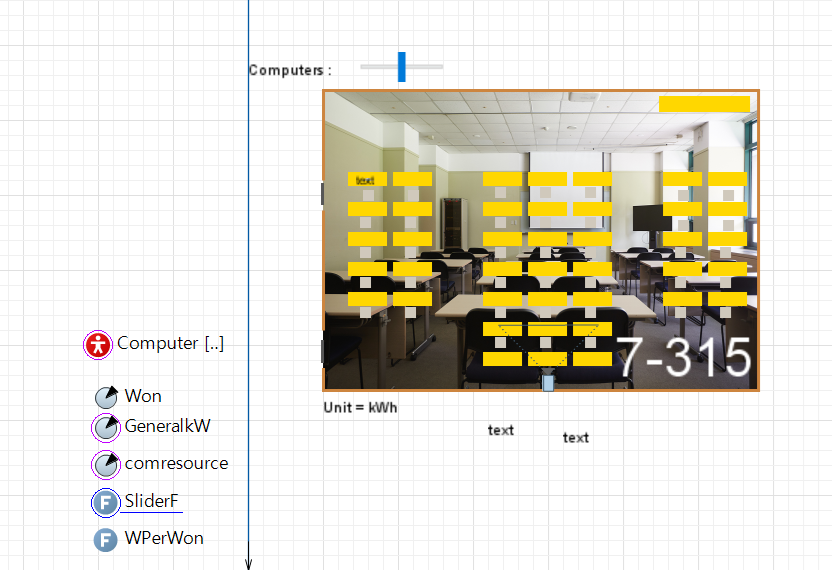 Computers :
text
7-315
Computer [..]
Won
GeneralkW
comresource
SliderF
WPerWon
Unit = kWh
text
text